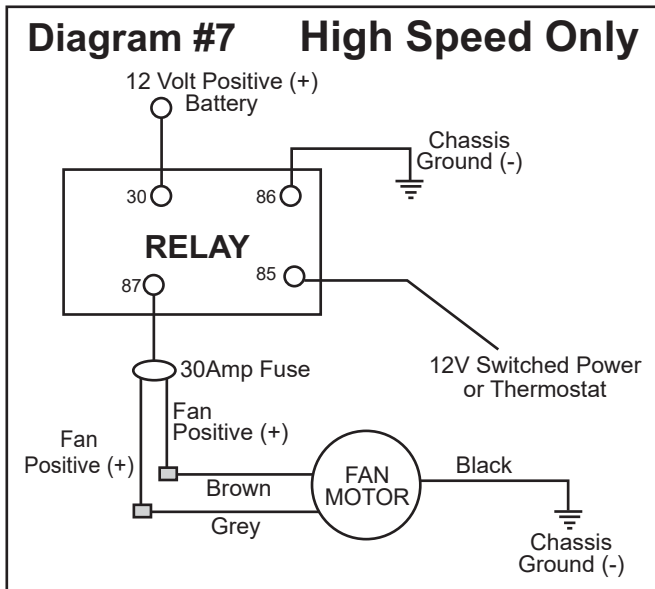 Diagram #7 High Speed Only
12 Volt Positive (+)
Battery
Chassis
Ground (-)
30
86
RELAY
87
85
12V Switched Power
or Thermostat
30Amp Fuse
Fan
Positive (+)
Fan
Positive (+)
Brown
Grey
FAN
MOTOR
Black
Chassis
Ground (-)